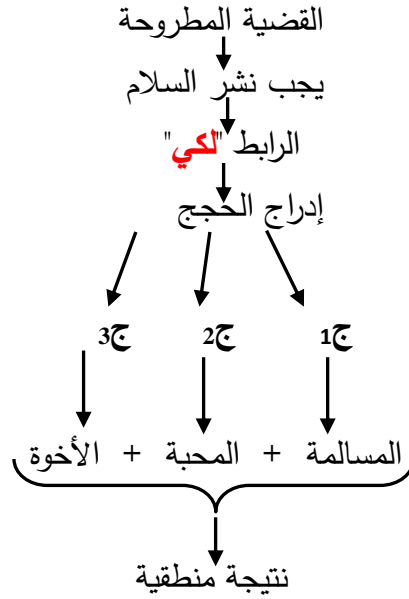 القضية المطروحة
يجب نشر السلام
الرابط "لكي"
إدراج الحجج
ج1 ج2 ج3
المسالمة + المحبة + الأخوة
نتيجة منطقية